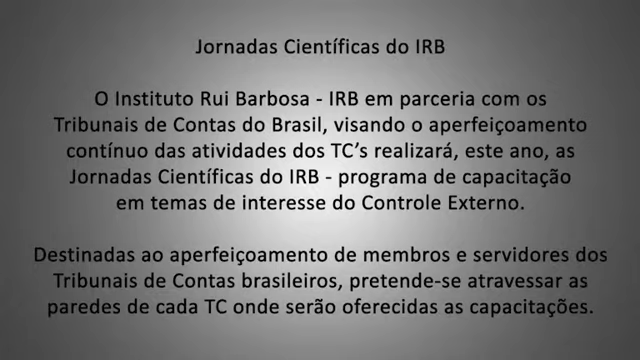 Jornadas Científicas do IRB
O Instituto Rui Barbosa - IRB em parceria com os
Tribunais de Contas do Brasil, visando o aperfeiçoamento
contínuo das atividades dos TC’s realizará, este ano, as
Jornadas Científicas do IRB - programa de capacitação
em temas de interesse do Controle Externo.
Destinadas ao aperfeiçoamento de membros e servidores dos
Tribunais de Contas brasileiros, pretende-se atravessar as
paredes de cada TC onde serão oferecidas as capacitações.